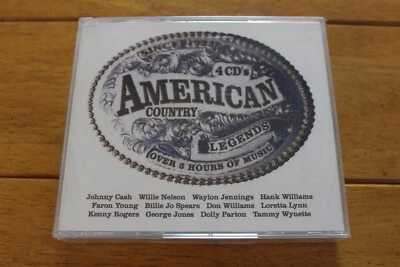 SINCE 1723
4 CD's
AMERICAN
COUNTRY
LEGENDS
OVER 5 HOURS OF MUSIC
Johnny Cash Willie Nelson Waylon Jennings Hank Williams
Faron Young Billie Jo Spears Don Williams Loretta Lynn
Kenny Rogers George Jones Dolly Parton Tammy Wynette